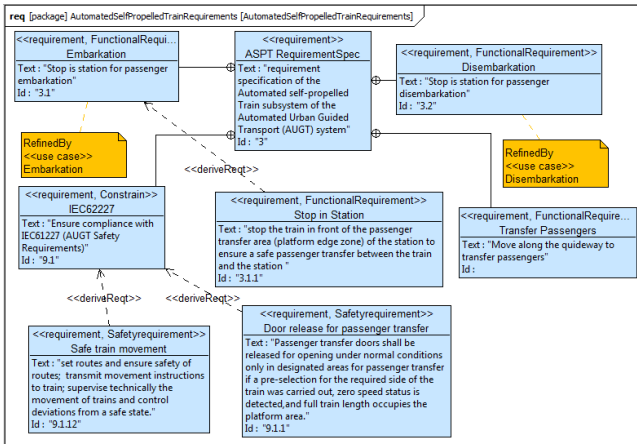 req [package] AutomatedSelfPropelledTrainRequirements [AutomatedSelfPropelledTrainRequirements]
<<requirement, FunctionalRequi...
Embarkation
Text : "Stop is station for passenger
embarkation"
Id : "3.1"
<<requirement>>
ASPT RequirementSpec
Text : "requirement
specification of the
Automated self-propelled
Train subsystem of the
Automated Urban Guided
Transport (AUGT) system"
Id : "3"
<<requirement, FunctionalRequirement>>
Disembarkation
Text : "Stop is station for passenger
disembarkation"
Id : "3.2"
RefinedBy
<<use case>>
Embarkation
RefinedBy
<<use case>>
Disembarkation
<<deriveReqt>>
<<requirement, Constrain>>
IEC62227
Text : "Ensure compliance with
IEC61227 (AUGT Safety
Requirements)"
Id : "9.1"
<<requirement, FunctionalRequirement>>
Stop in Station
Text : "stop the train in front of the passenger
transfer area (platform edge zone) of the station to
ensure a safe passenger transfer between the train
and the station "
Id : "3.1.1"
<<requirement, FunctionalRequire...
Transfer Passengers
Text : "Move along the quideway to
transfer passengers"
Id :
<<deriveReqt>>
<<deriveReqt>>
<<requirement, Safetyrequirement>>
Safe train movement
Text : "set routes and ensure safety of
routes;  transmit movement instructions
to train; supervise technically the
movement of trains and control
deviations from a safe state."
Id : "9.1.12"
<<requirement, Safetyrequirement>>
Door release for passenger transfer
Text : "Passenger transfer doors shall be
released for opening under normal conditions
only in designated areas for passenger transfer
if a pre-selection for the required side of the
train was carried out, zero speed status is
detected,and full train length occupies the
platform area."
Id : "9.1.1"